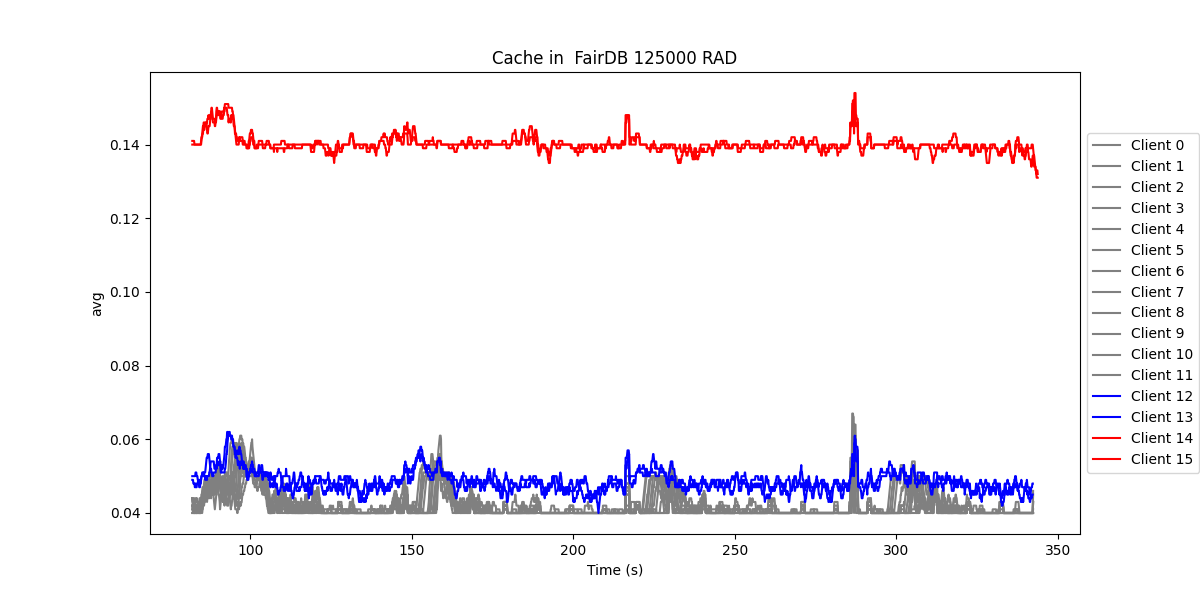 Cache in  FairDB 125000 RAD
avg
0.14
0.12
0.10
0.08
0.06
0.04
100
150
200
250
300
350
Time (s)
Client 0
Client 1
Client 2
Client 3
Client 4
Client 5
Client 6
Client 7
Client 8
Client 9
Client 10
Client 11
Client 12
Client 13
Client 14
Client 15